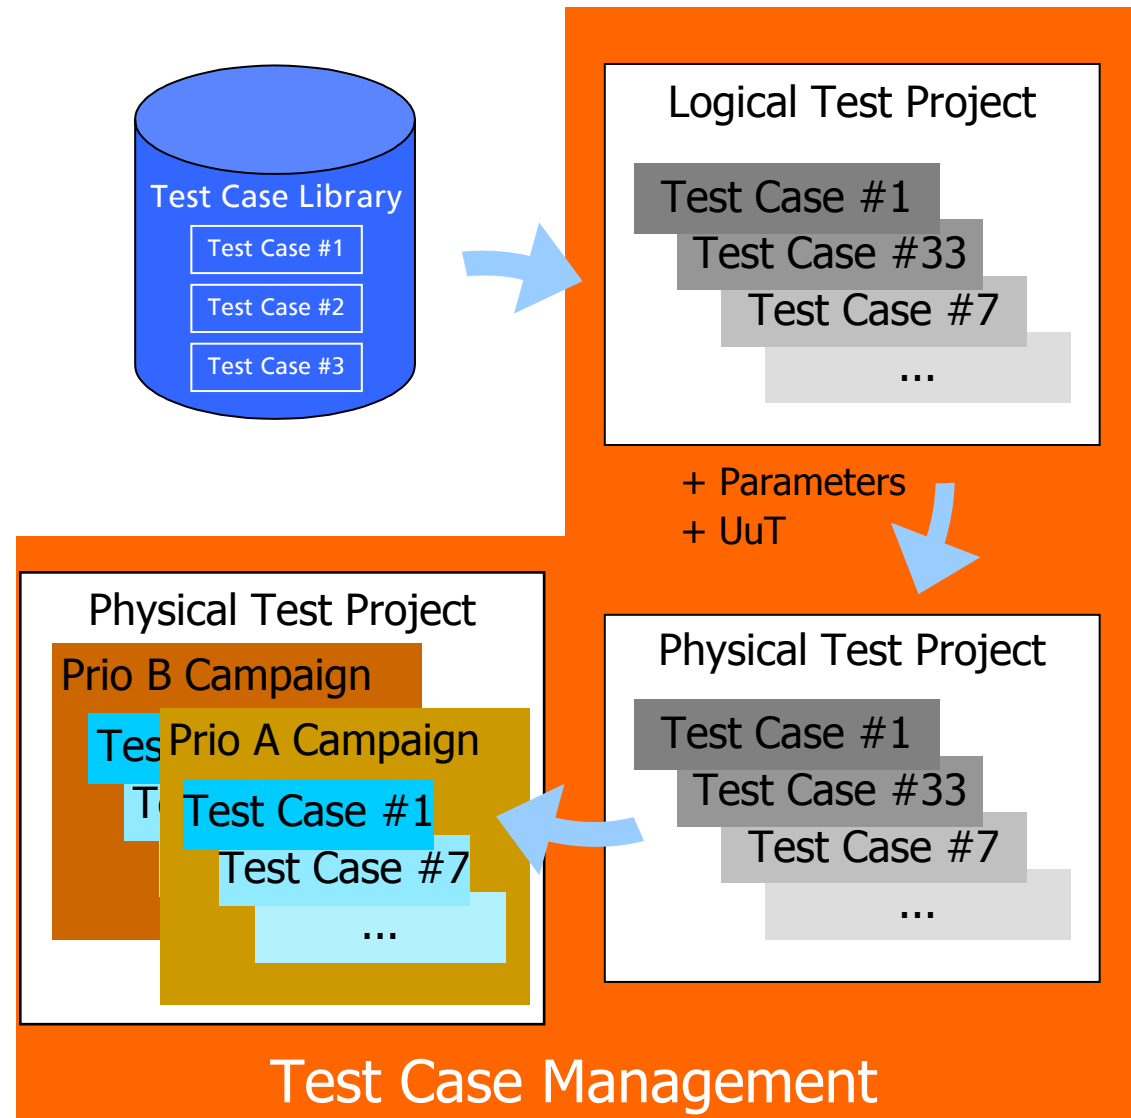 Test Case Library
Test Case #1
Test Case #2
Test Case #3
Logical Test Project
Test Case #1
Test Case #33
Test Case #7
...
+ Parameters
+ UuT
Physical Test Project
Test Case #1
Test Case #33
Test Case #7
...
Physical Test Project
Prio B Campaign
Prio A Campaign
Test Case #1
Test Case #7
...
Test Case Management